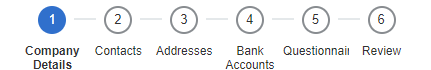 1 2 3 4 5 6
Company Details Contacts Addresses Bank Accounts Questionnai Review